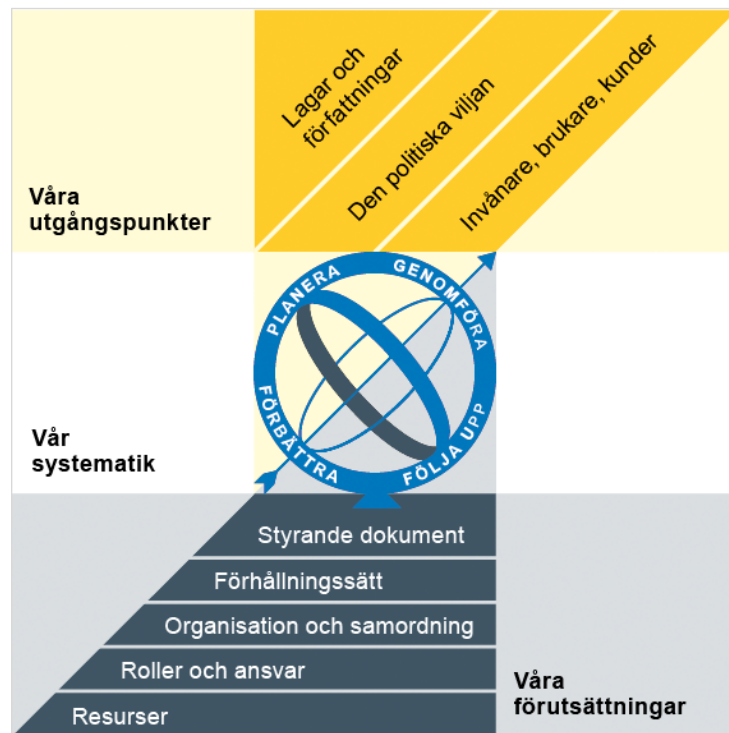 Lagar och
författningar
Den politiska viljan
Invånare, brukare, kunder
Våra
utgångspunkter
PLANERA
GENOMFÖRA
FÖLJA UPP
FÖRBÄTTRA
Vår
systematik
Styrande dokument
Förhållningssätt
Organisation och samordning
Roller och ansvar
Resurser
Våra
förutsättningar